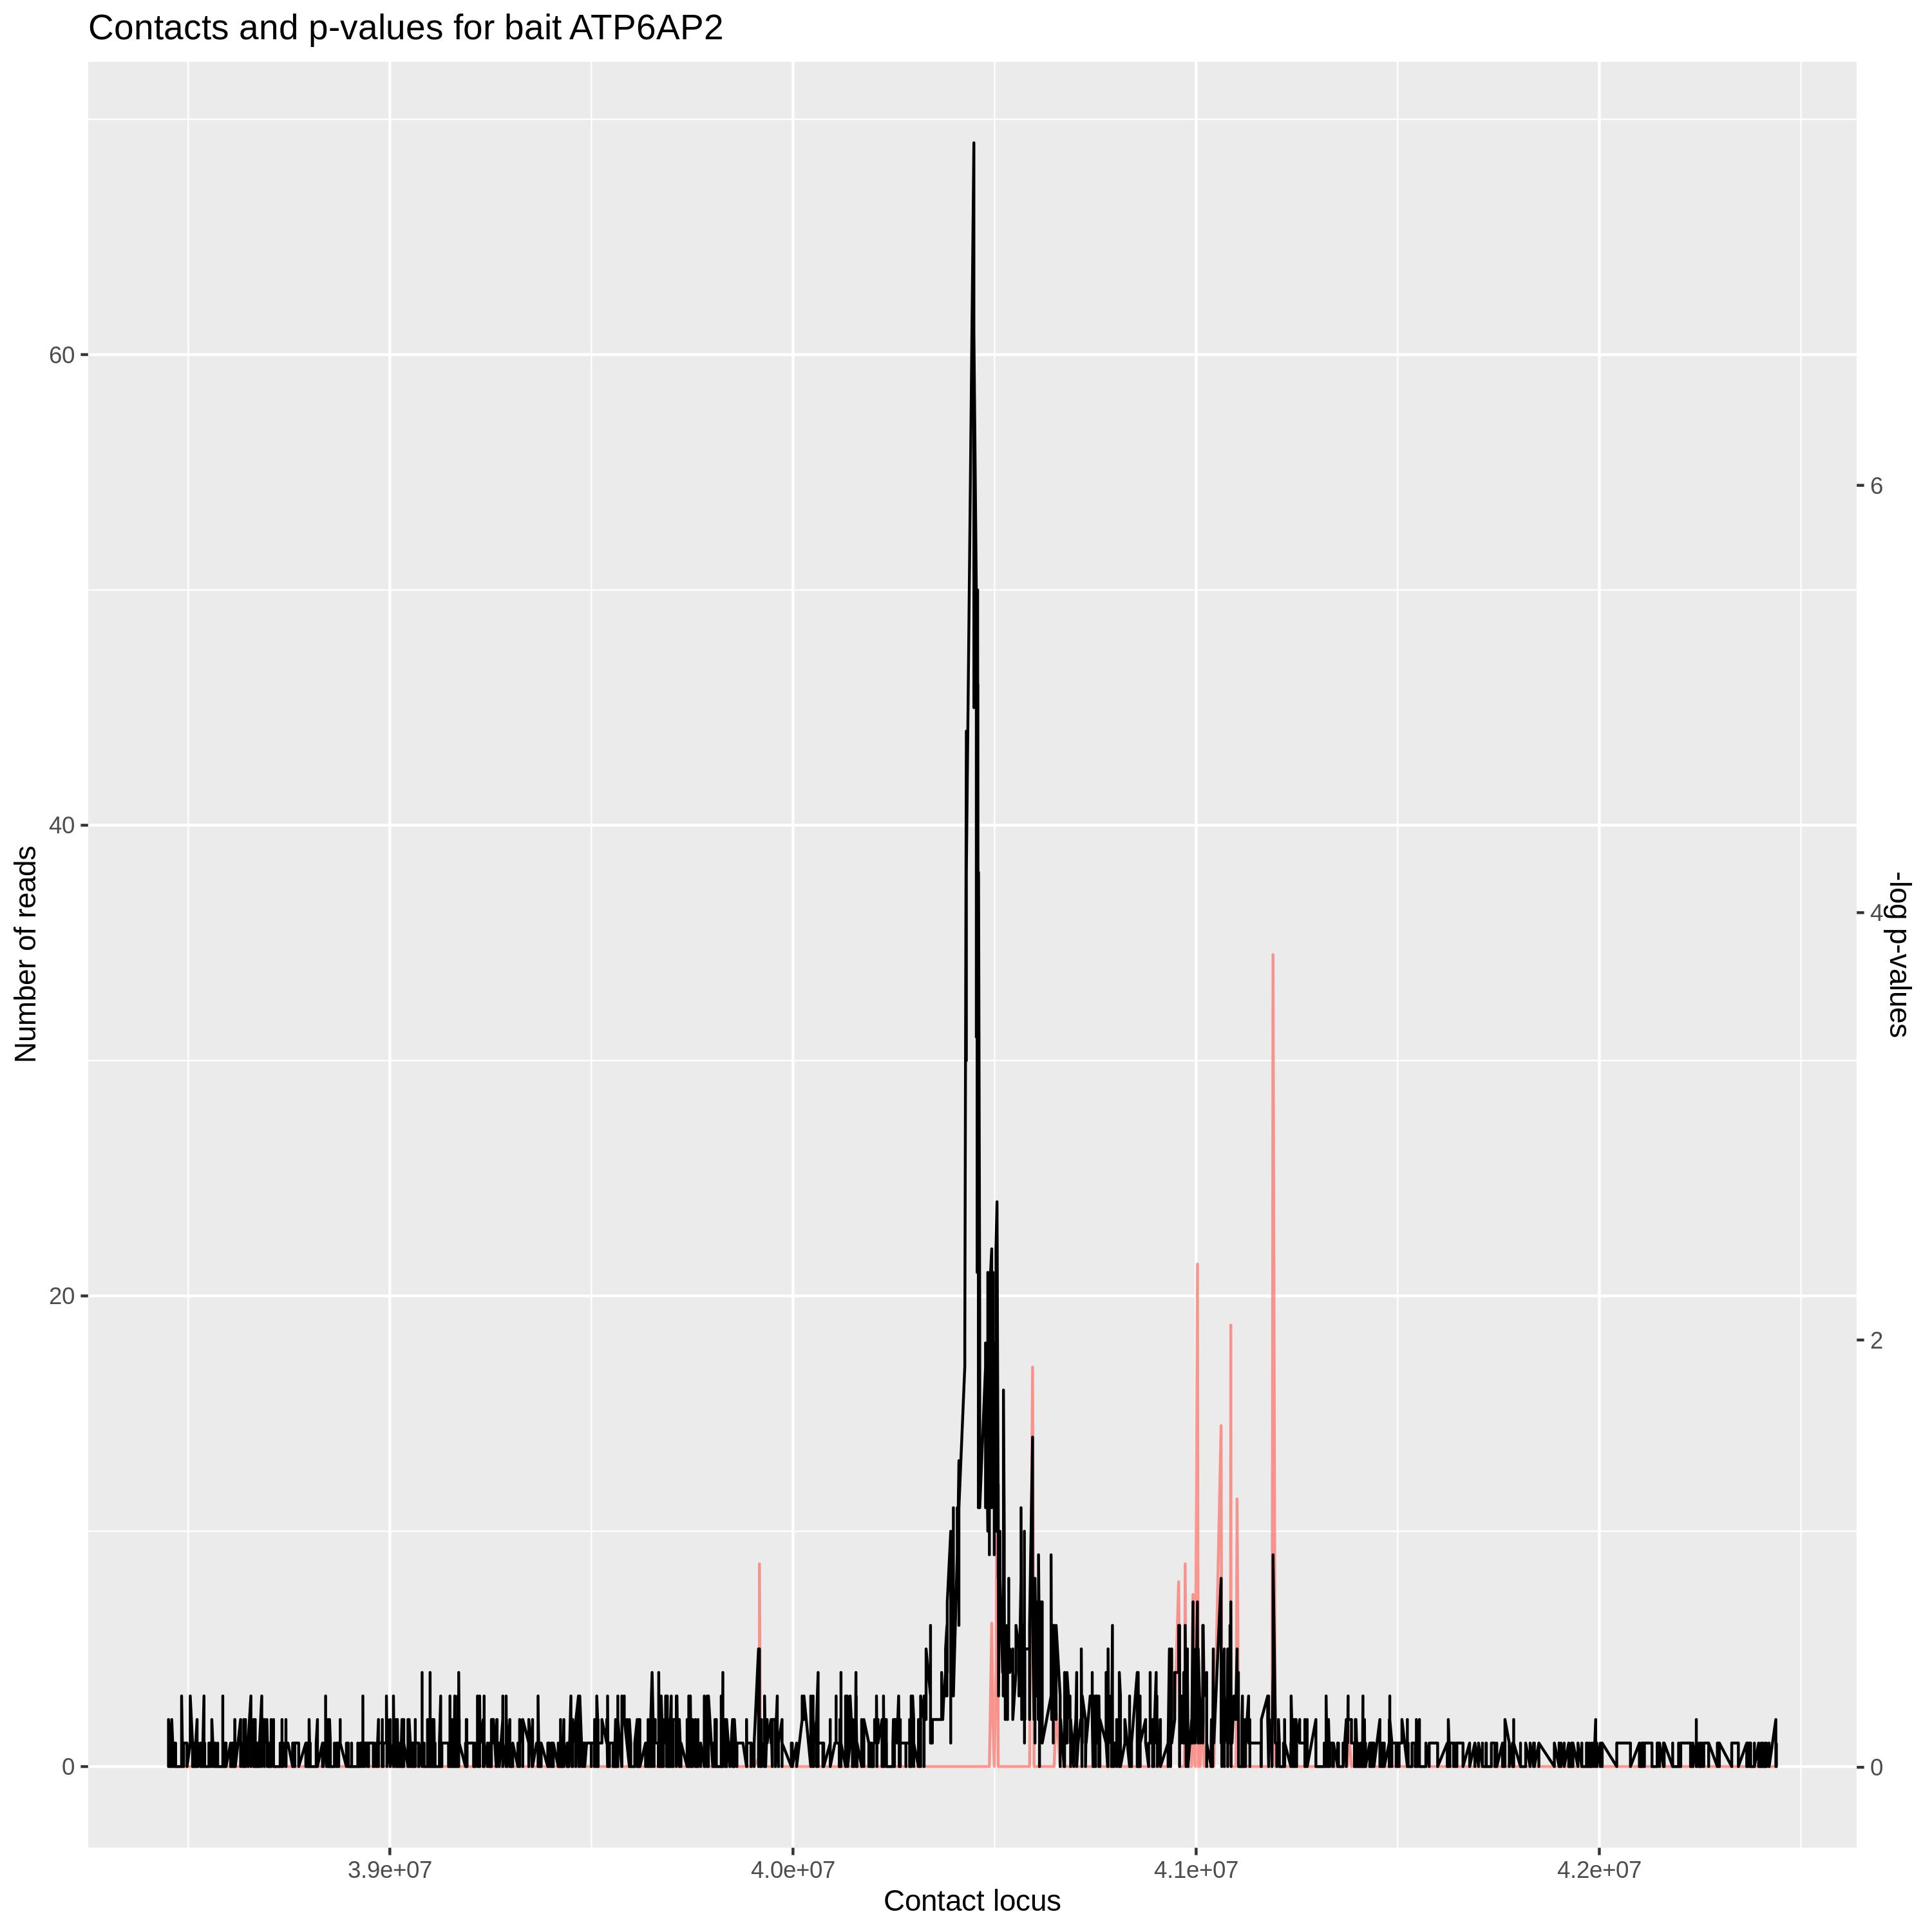 Contacts and p-values for bait ATP6AP2
60
40
20
0
Number of reads
6
4
2
0
-log p-values
3.9e+07 4.0e+07 4.1e+07 4.2e+07
Contact locus